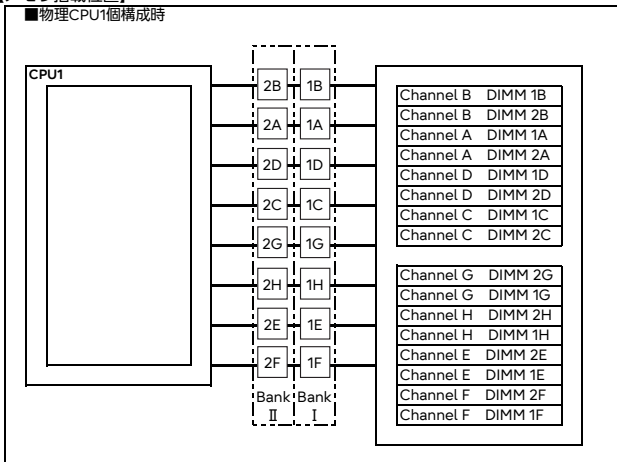 ■物理CPU1個構成時
CPU1
2B 1B
2A 1A
2D 1D
2C 1C
2G 1G
2H 1H
2E 1E
2F 1F
Bank Bank
Ⅱ Ⅰ
Channel B DIMM 1B
Channel B DIMM 2B
Channel A DIMM 1A
Channel A DIMM 2A
Channel D DIMM 1D
Channel D DIMM 2D
Channel C DIMM 1C
Channel C DIMM 2C
Channel G DIMM 2G
Channel G DIMM 1G
Channel H DIMM 2H
Channel H DIMM 1H
Channel E DIMM 2E
Channel E DIMM 1E
Channel F DIMM 2F
Channel F DIMM 1F